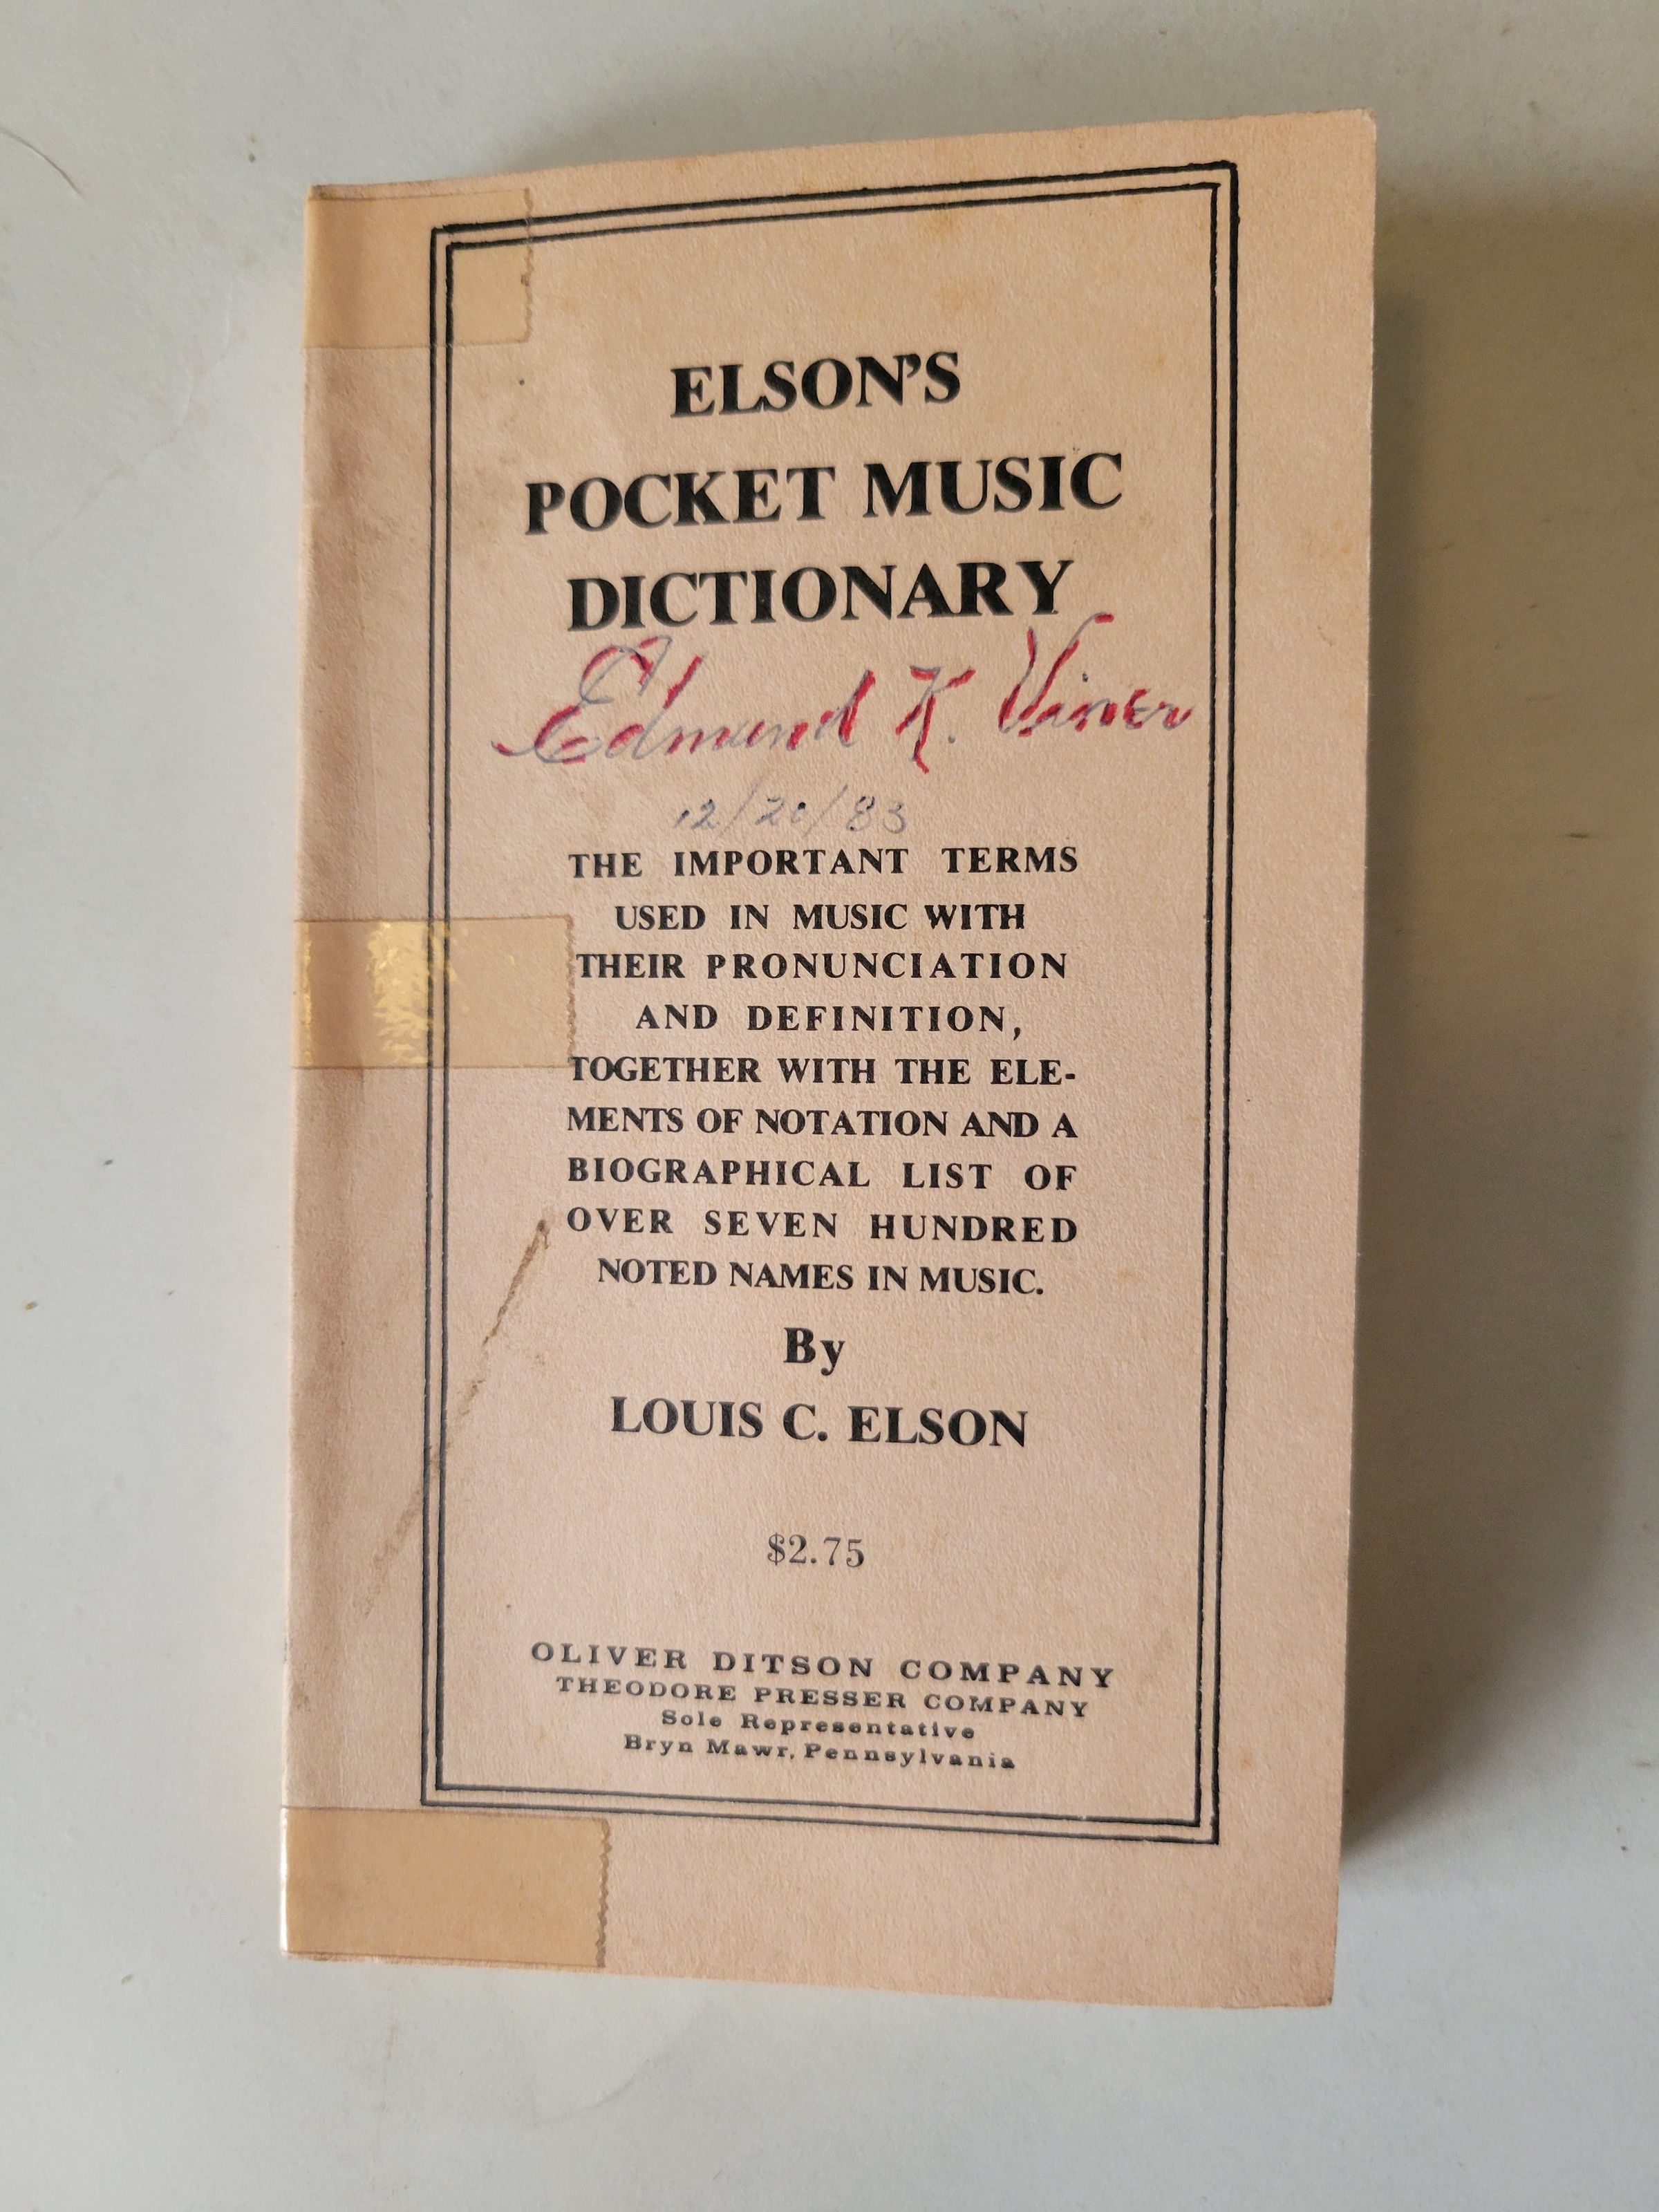 ELSON'S
POCKET MUSIC
DICTIONARY
Edmund K. Viner
12/20/83
THE IMPORTANT TERMS
USED IN MUSIC WITH
THEIR PRONUNCIATION
AND DEFINITION,
TOGETHER WITH THE ELE-
MENTS OF NOTATION AND A
BIOGRAPHICAL LIST OF
OVER SEVEN HUNDRED
NOTED NAMES IN MUSIC.
By
LOUIS C. ELSON
$2.75
OLIVER DITSON COMPANY
THEODORE PRESSER COMPANY
Sole Representative
Bryn Mawr, Pennsylvania